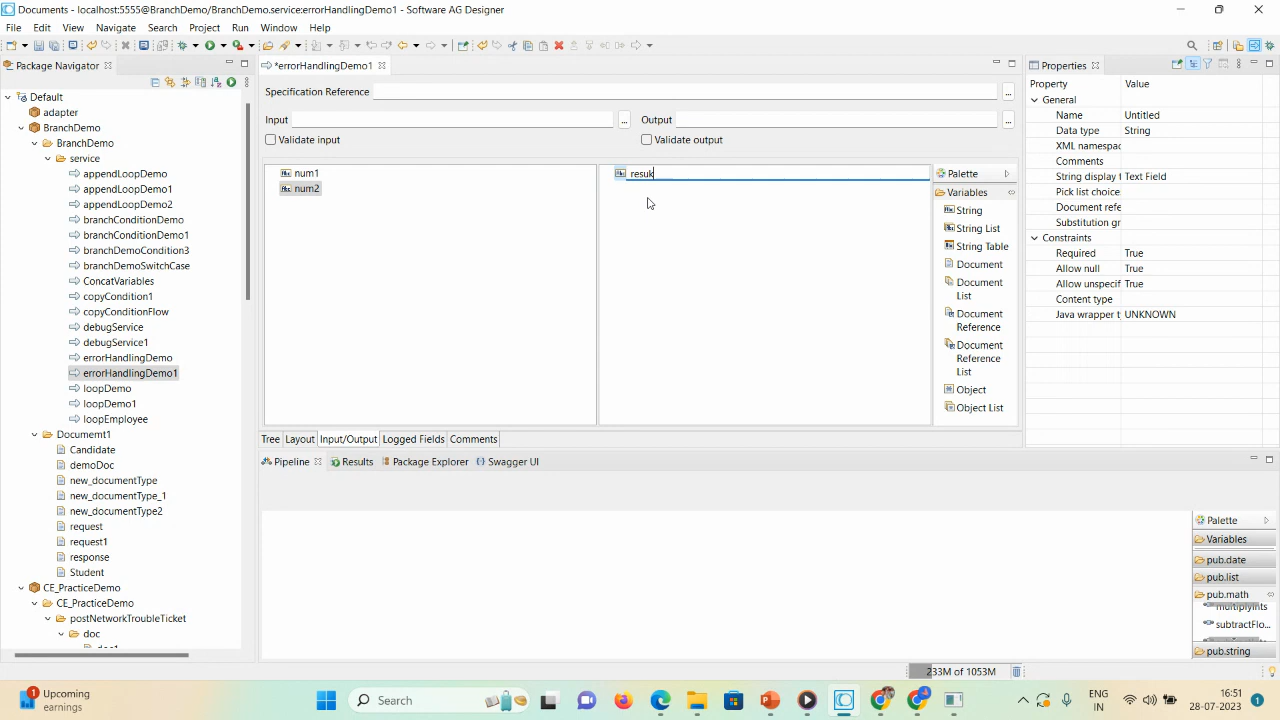 Documents - localhost:5555@BranchDemo/BranchDemo.service:errorHandlingDemo1 - Software AG Designer
File Edit View Navigate Search Project Run Window Help
Package Navigator
Default
adapter
BranchDemo
BranchDemo
service
appendLoopDemo
appendLoopDemo1
appendLoopDemo2
branchConditionDemo
branchConditionDemo1
branchDemoCondition3
branchDemoSwitchCase
ConcatVariables
copyCondition1
copyConditionFlow
debugService
debugService1
errorHandlingDemo
errorHandlingDemo1
loopDemo
loopDemo1
loopEmployee
Documemt1
Candidate
demoDoc
new_documentType
new_documentType_1
new_documentType2
request
request1
response
Student
CE_PracticeDemo
CE_PracticeDemo
postNetworkTroubleTicket
doc
*errorHandlingDemo1
Specification Reference ...
Input ... Output ...
Validate input Validate output
num1
num2
resuk
Palette
Variables
String
String List
String Table
Document
Document
List
Document
Reference
Document
Reference
List
Object
Object List
Tree Layout Input/Output Logged Fields Comments
Pipeline Results Package Explorer Swagger UI
Palette
Variables
pub.date
pub.list
pub.math
multiplyInts
subtractFlo...
pub.string
Properties
Property Value
General
Name Untitled
Data type String
XML namespac
Comments
String display t Text Field
Pick list choice
Document refe
Substitution gr
Constraints
Required True
Allow null True
Allow unspecif True
Content type
Java wrapper t UNKNOWN
233M of 1053M
1 Upcoming
earnings
Search
ENG
IN
16:51
28-07-2023
1